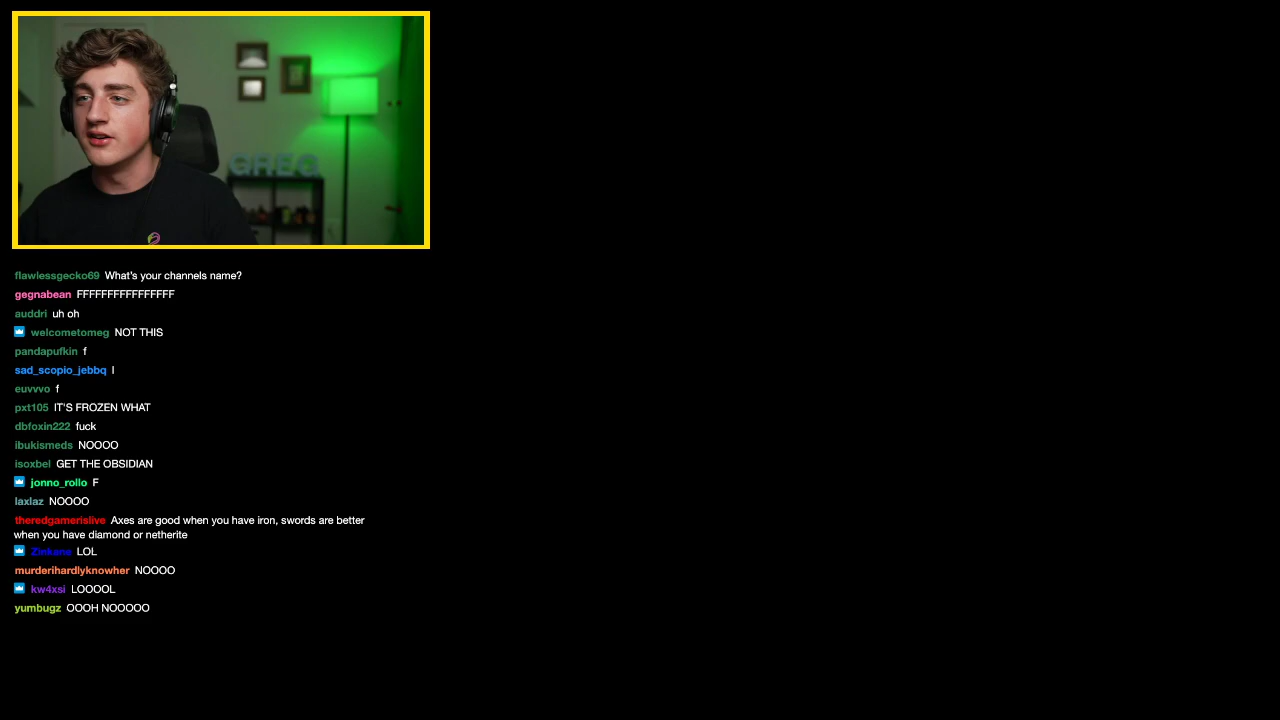 GREG
flawlessgecko69 What's your channels name?
gegnabean FFFFFFFFFFFFFFFF
auddri uh oh
welcometomeg NOT THIS
pandapufkin f
sad_scopio_jebbq I
euvvvo f
pxt105 IT'S FROZEN WHAT
dbfoxin222 fuck
ibukismeds NOOOO
isoxbel GET THE OBSIDIAN
jonno_rollo F
laxlaz NOOOO
theredgamerislive Axes are good when you have iron, swords are better
when you have diamond or netherite
Zinkane LOL
murderihardlyknowher NOOOO
kw4xsi LOOOOL
yumbugz OOOH NOOOOO